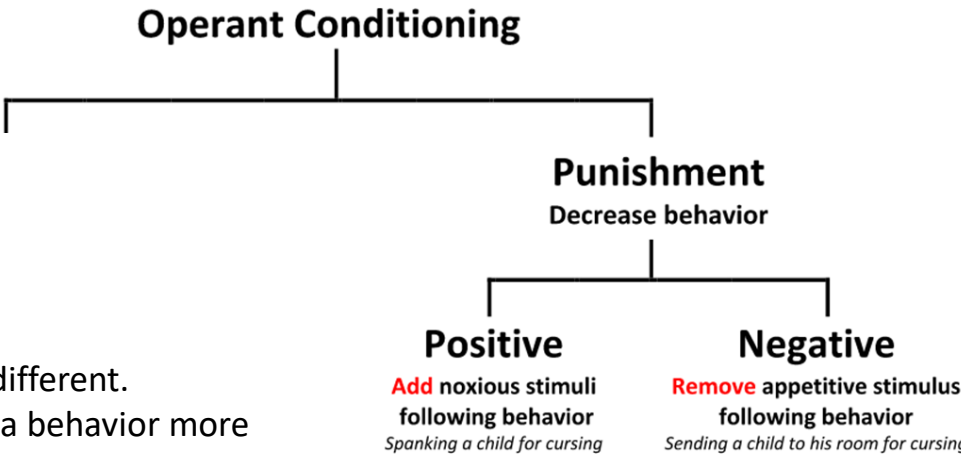 Operant Conditioning
Punishment
Decrease behavior
Positive
Add noxious stimuli
following behavior
Spanking a child for cursing
Negative
Remove appetitive stimulus
following behavior
Sending a child to his room for cursing
different.
a behavior more